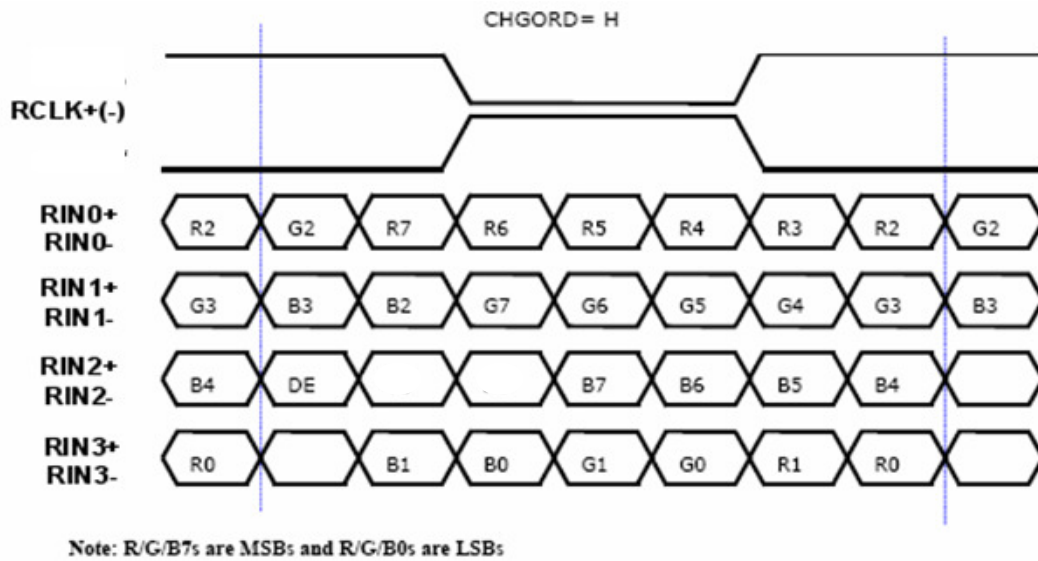 CHGORD= H
RCLK+(-)
RIN0+
RIN0-
R2 G2 R7 R6 R5 R4 R3 R2 G2
RIN1+
RIN1-
G3 B3 B2 G7 G6 G5 G4 G3 B3
RIN2+
RIN2-
B4 DE B7 B6 B5 B4
RIN3+
RIN3-
R0 B1 B0 G1 G0 R1 R0
Note: R/G/B7s are MSBs and R/G/B0s are LSBs